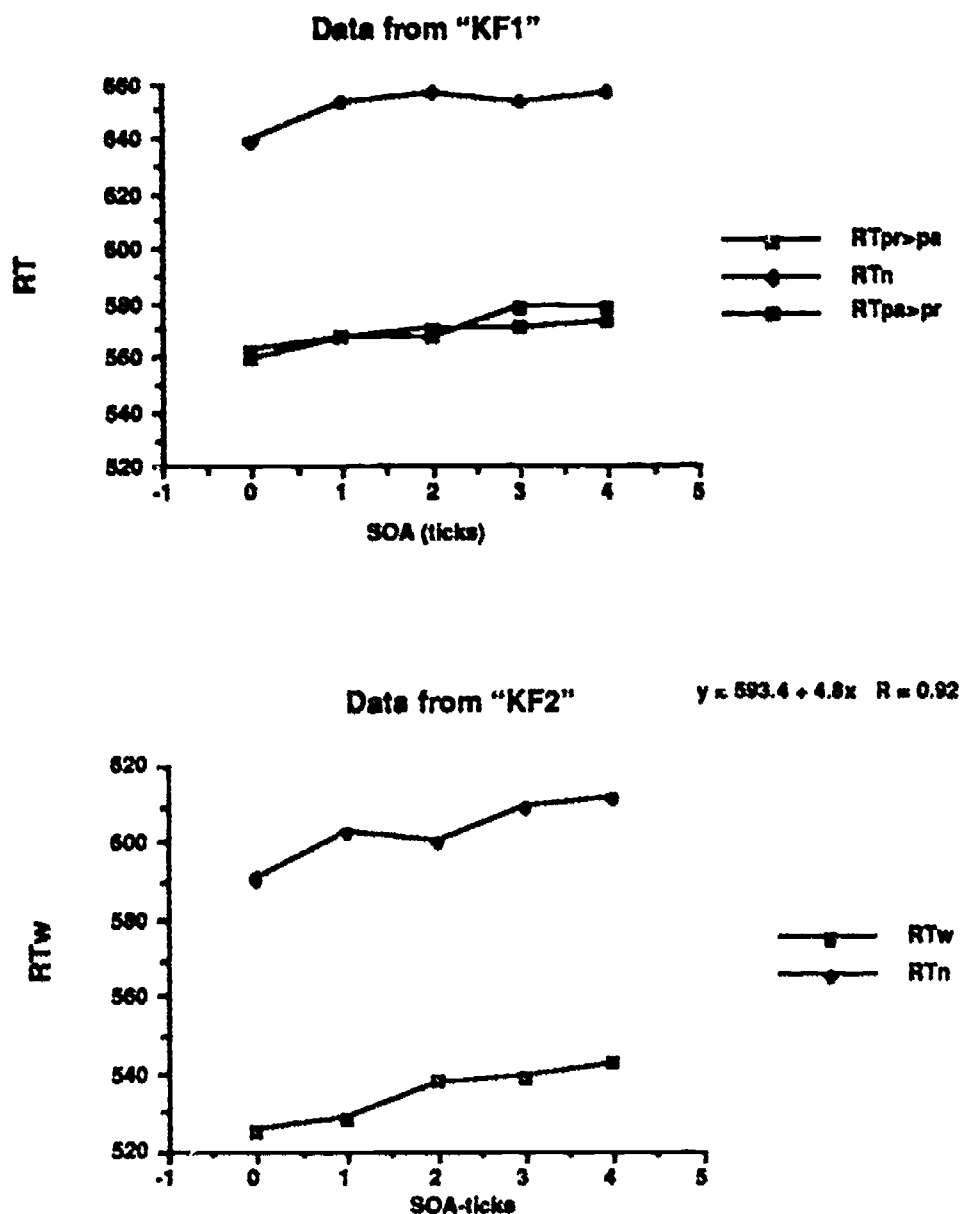 Data from "KF1"
660
640
620
600
580
560
540
520
RT
-1 0 1 2 3 4 5
SOA (ticks)
RTpr>pa
RTn
RTpa>pr
Data from "KF2"
y = 593.4 + 4.8x R = 0.92
620
600
580
560
540
520
RTw
-1 0 1 2 3 4 5
SOA-ticks
RTw
RTn